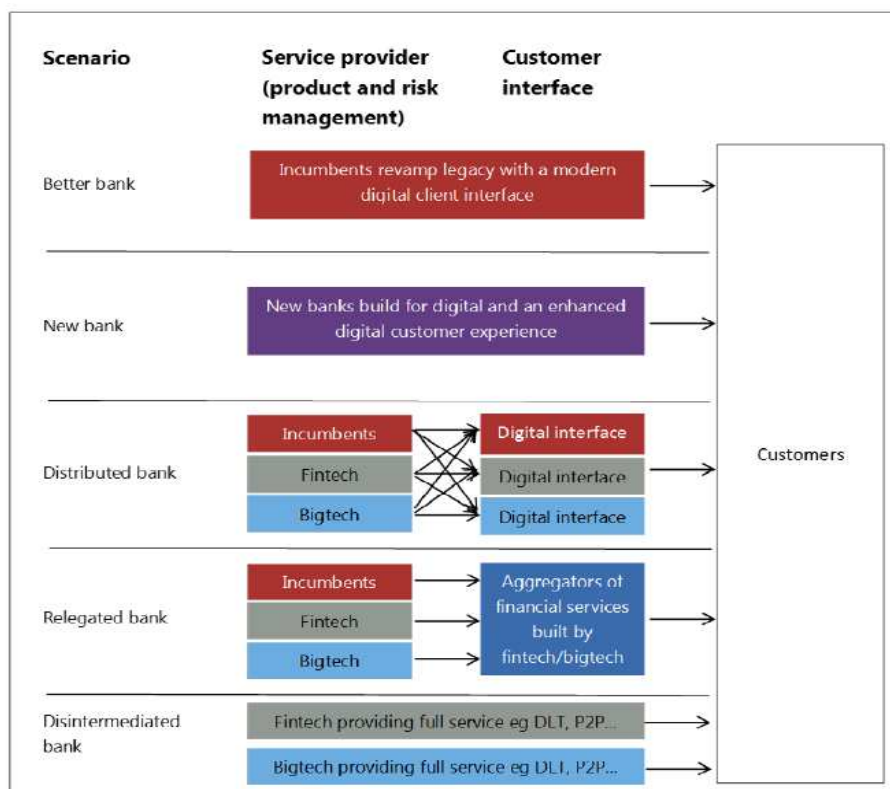 Scenario
Service provider
(product and risk
management)
Customer
interface
Better bank
Incumbents revamp legacy with a modern
digital client interface
New bank
New banks build for digital and an enhanced
digital customer experience
Distributed bank
Incumbents
Digital interface
Fintech
Digital interface
Bigtech
Digital interface
Customers
Relegated bank
Incumbents
Fintech
Bigtech
Aggregators of
financial services
built by
fintech/bigtech
Disintermediated
bank
Fintech providing full service eg DLT, P2P...
Bigtech providing full service eg DLT, P2P...